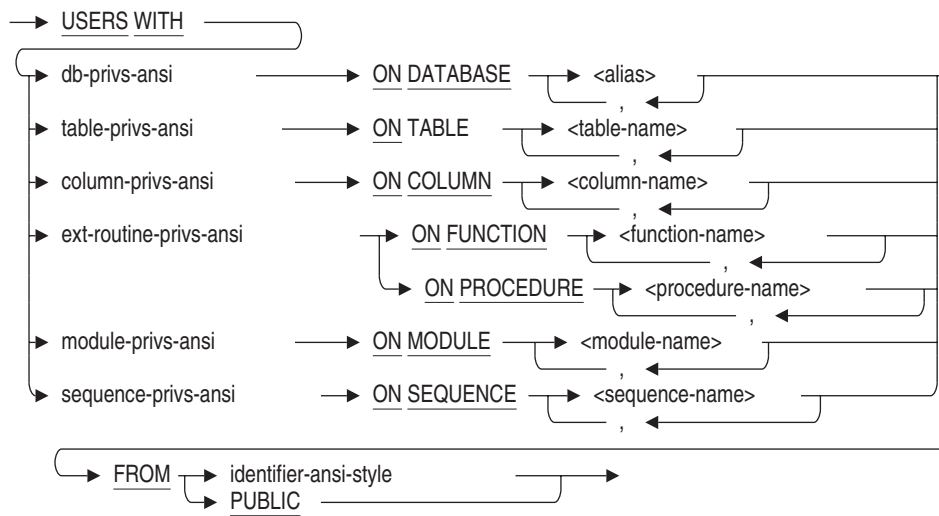 USERS WITH
db-privs-ansi ON DATABASE <alias>
,
table-privs-ansi ON TABLE <table-name>
,
column-privs-ansi ON COLUMN <column-name>
,
ext-routine-privs-ansi ON FUNCTION <function-name>
,
ON PROCEDURE <procedure-name>
,
module-privs-ansi ON MODULE <module-name>
,
sequence-privs-ansi ON SEQUENCE <sequence-name>
,
FROM identifier-ansi-style
PUBLIC